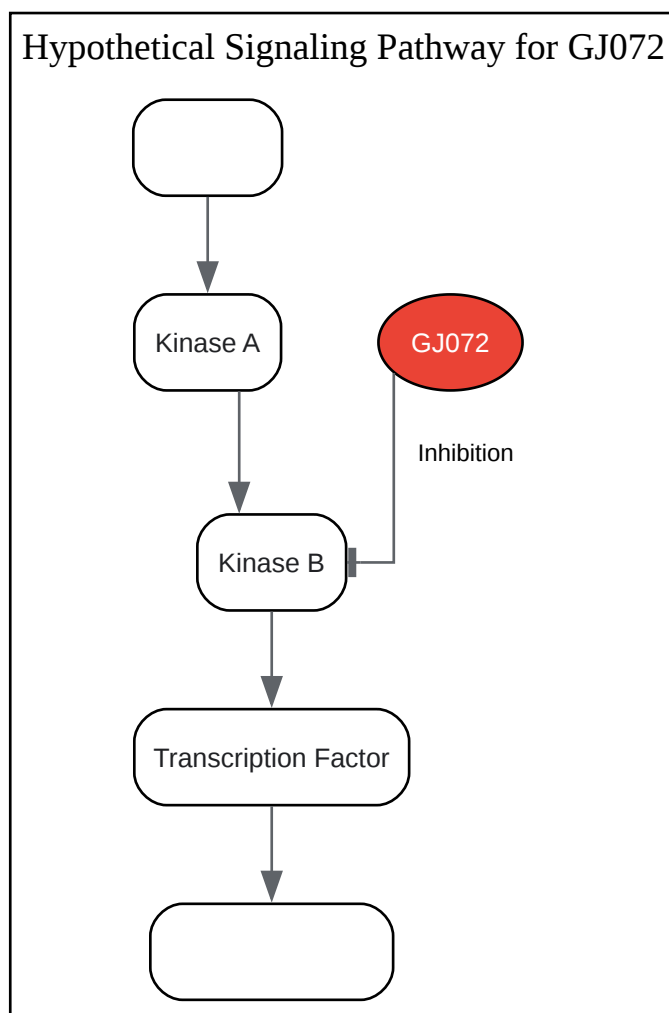 Hypothetical Signaling Pathway for GJ072
Kinase A
GJ072
Inhibition
Kinase B
Transcription Factor